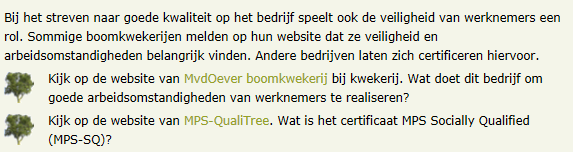 Bij het streven naar goede kwaliteit op het bedrijf speelt ook de veiligheid van werknemers een
rol. Sommige boomkwekerijen melden op hun website dat ze veiligheid en
arbeidsomstandigheden belangrijk vinden. Andere bedrijven laten zich certificeren hiervoor.
Kijk op de website van MvdOever boomkwekerij bij kwekerij. Wat doet dit bedrijf om
goede arbeidsomstandigheden van werknemers te realiseren?
Kijk op de website van MPS-QualiTree. Wat is het certificaat MPS Socially Qualified
(MPS-SQ)?